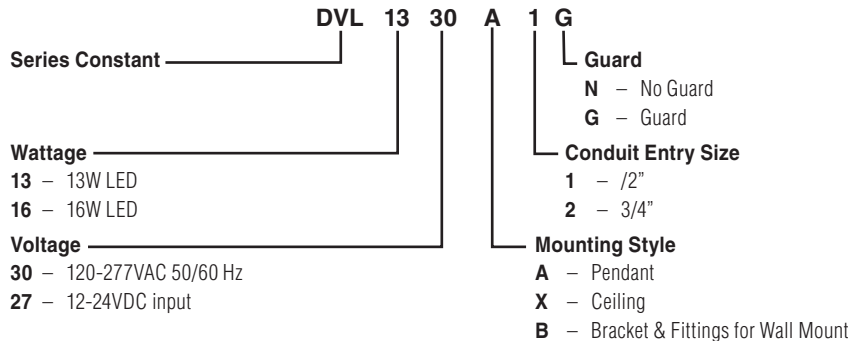 DVL 13 30 A 1 G
Series Constant
Guard
N – No Guard
G – Guard
Wattage
13 – 13W LED
16 – 16W LED
Conduit Entry Size
1 – /2”
2 – 3/4”
Voltage
30 – 120-277VAC 50/60 Hz
27 – 12-24VDC input
Mounting Style
A – Pendant
X – Ceiling
B – Bracket & Fittings for Wall Mount